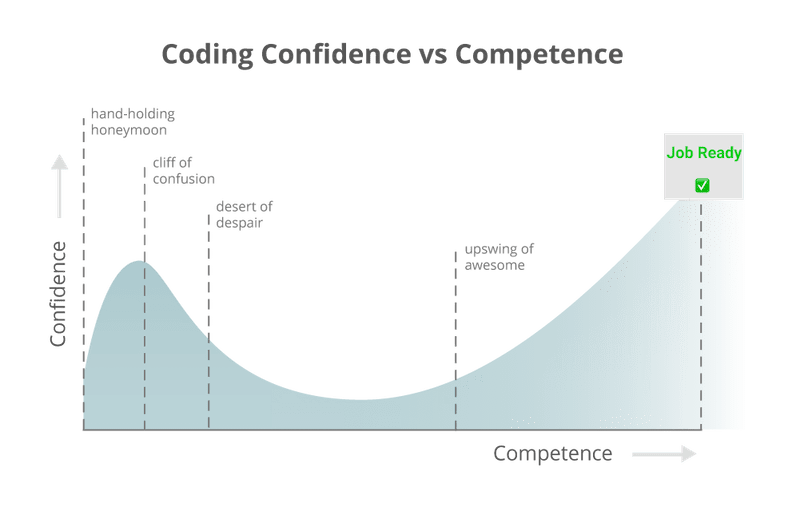 Coding Confidence vs Competence
hand-holding
honeymoon
cliff of
confusion
desert of
despair
upswing of
awesome
Job Ready
Confidence
Competence